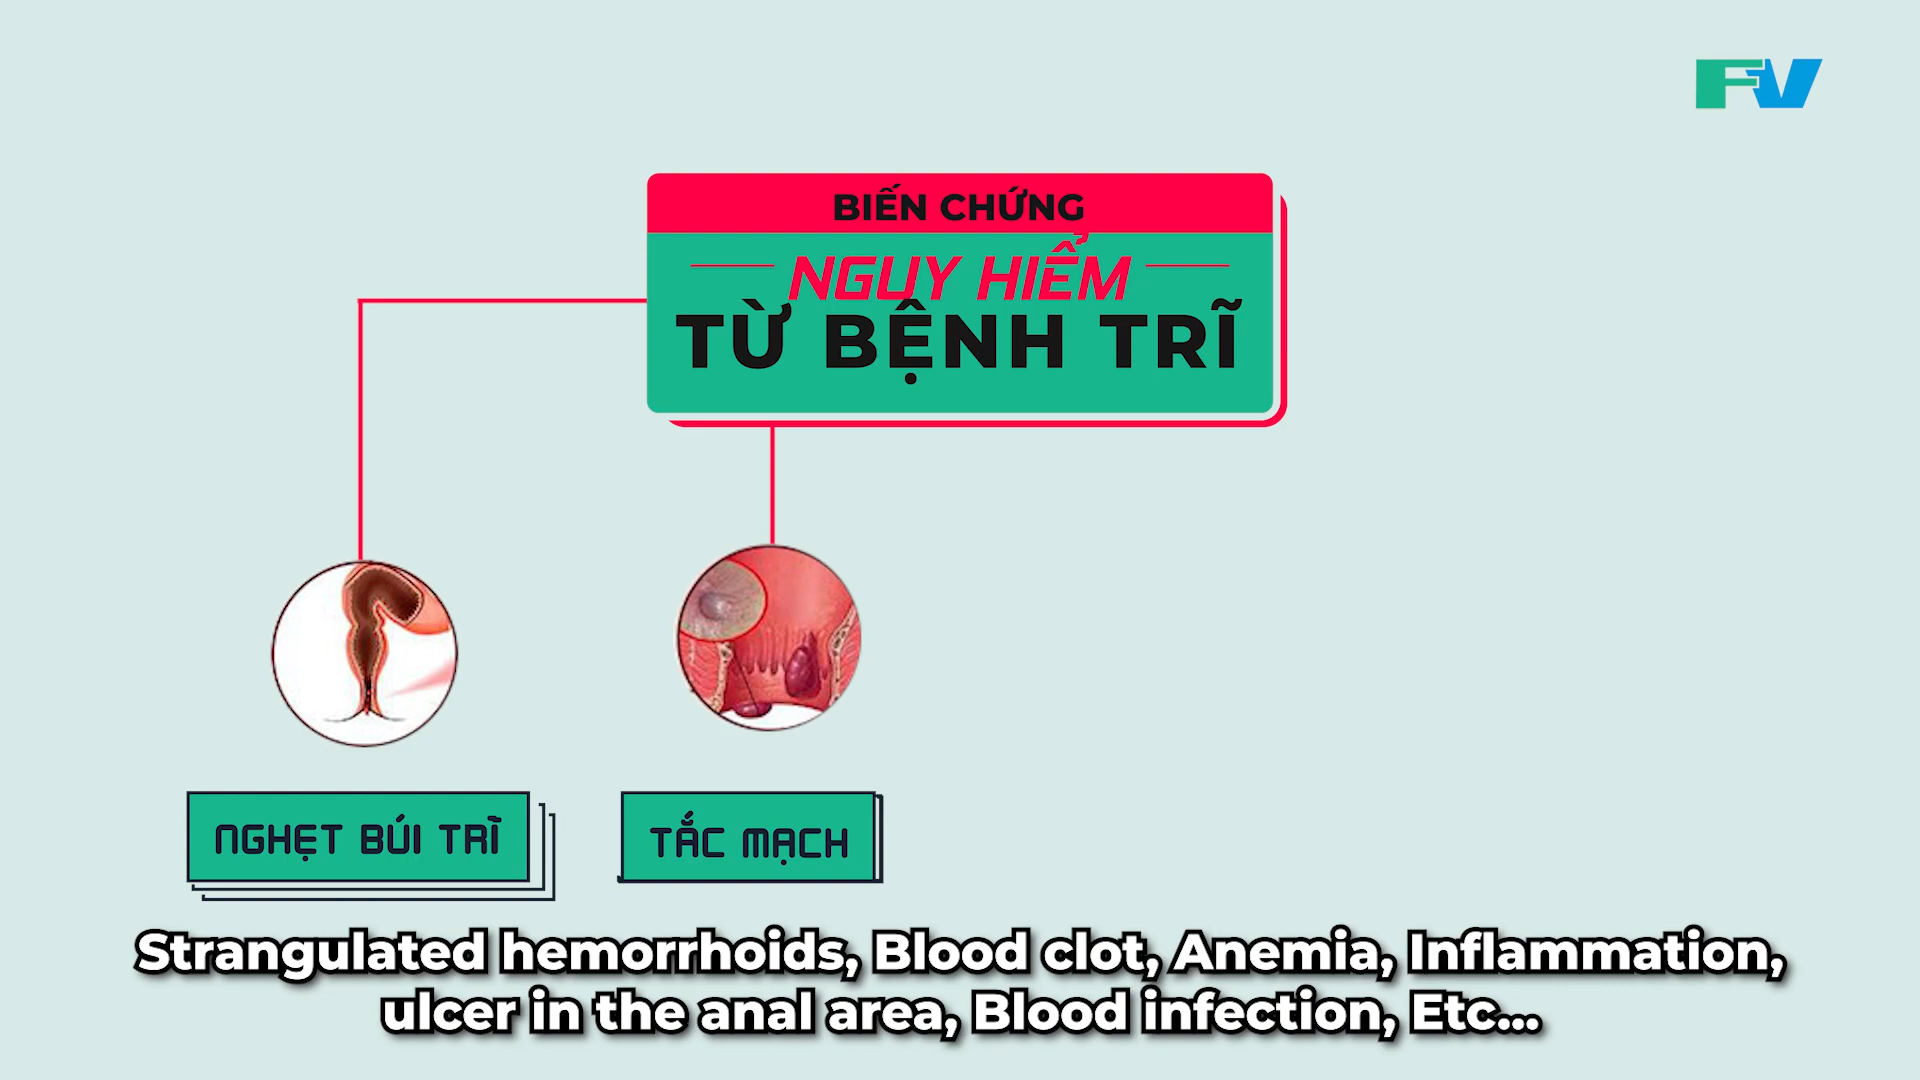 FV
BIẾN CHỨNG
NGUY HIỂM
TỪ BỆNH TRĨ
NGHẸT BÚI TRĨ
TẮC MẠCH
Strangulated hemorrhoids, Blood clot, Anemia, Inflammation,
ulcer in the anal area, Blood infection, Etc...